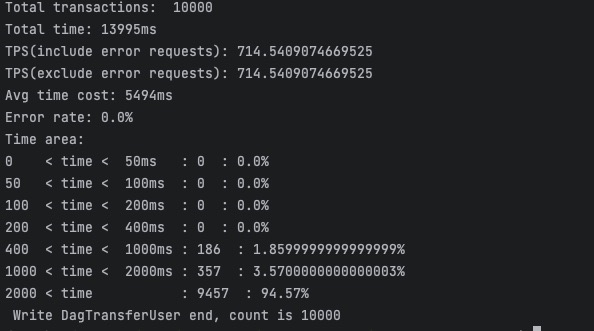 Total transactions:  10000
Total time: 13995ms
TPS(include error requests): 714.5409074669525
TPS(exclude error requests): 714.5409074669525
Avg time cost: 5494ms
Error rate: 0.0%
Time area:
0    < time <  50ms   : 0  : 0.0%
50   < time <  100ms  : 0  : 0.0%
100  < time <  200ms  : 0  : 0.0%
200  < time <  400ms  : 0  : 0.0%
400  < time <  1000ms : 186  : 1.8599999999999999%
1000 < time <  2000ms : 357  : 3.5700000000000003%
2000 < time           : 9457  : 94.57%
 Write DagTransferUser end, count is 10000